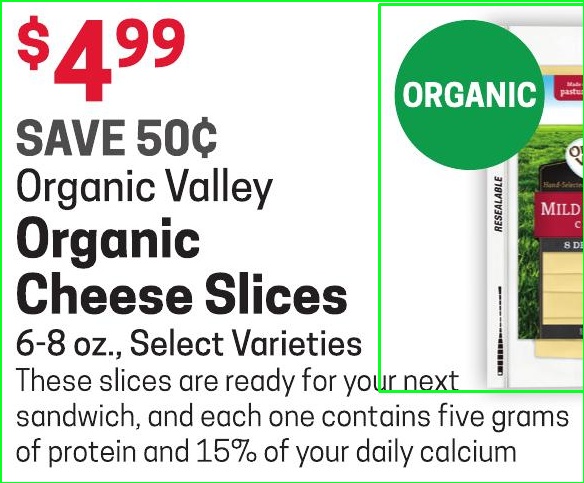 $4.99
SAVE 50¢
Organic Valley
Organic
Cheese Slices
6-8 oz., Select Varieties
These slices are ready for your next
sandwich, and each one contains five grams
of protein and 15% of your daily calcium
ORGANIC
RESEALABLE
MILD